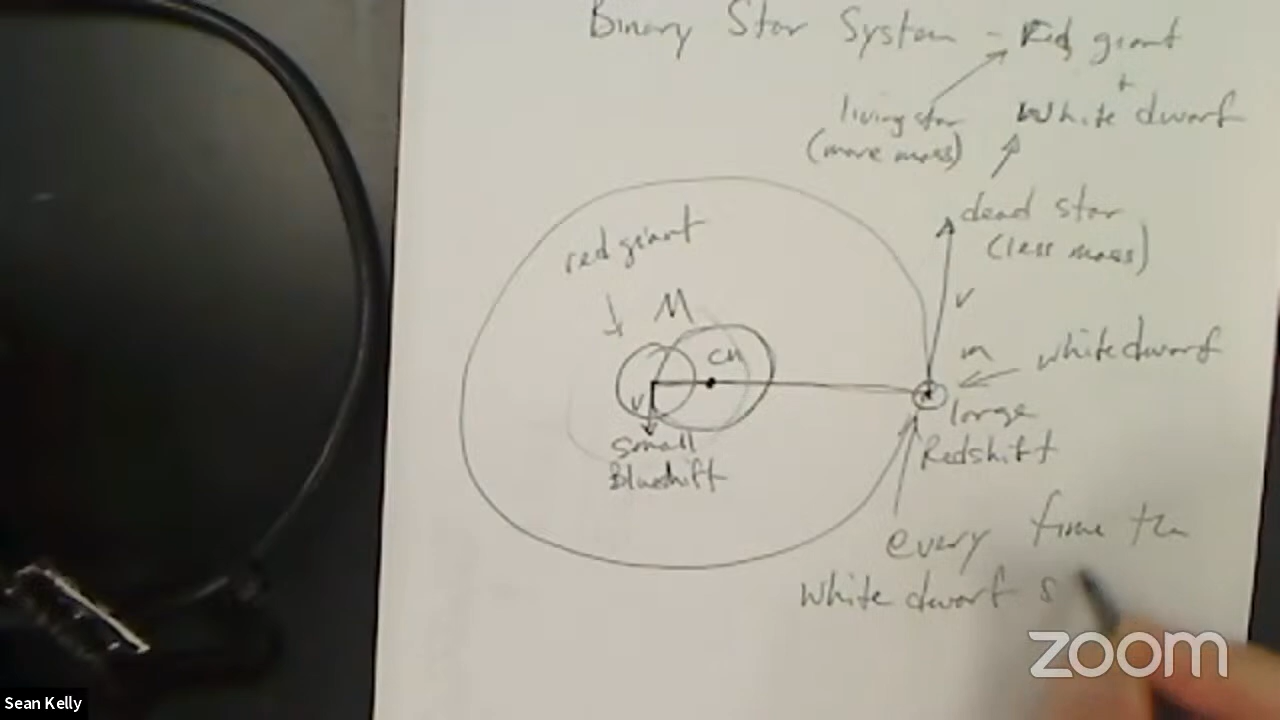 Binary Star System - Red giant
+
living star
(more mass)
White dwarf
dead star
(less mass)
red giant
M
CM
v
m
white dwarf
v
small
Blueshift
large
Redshift
every time the
white dwarf s
zoom
Sean Kelly